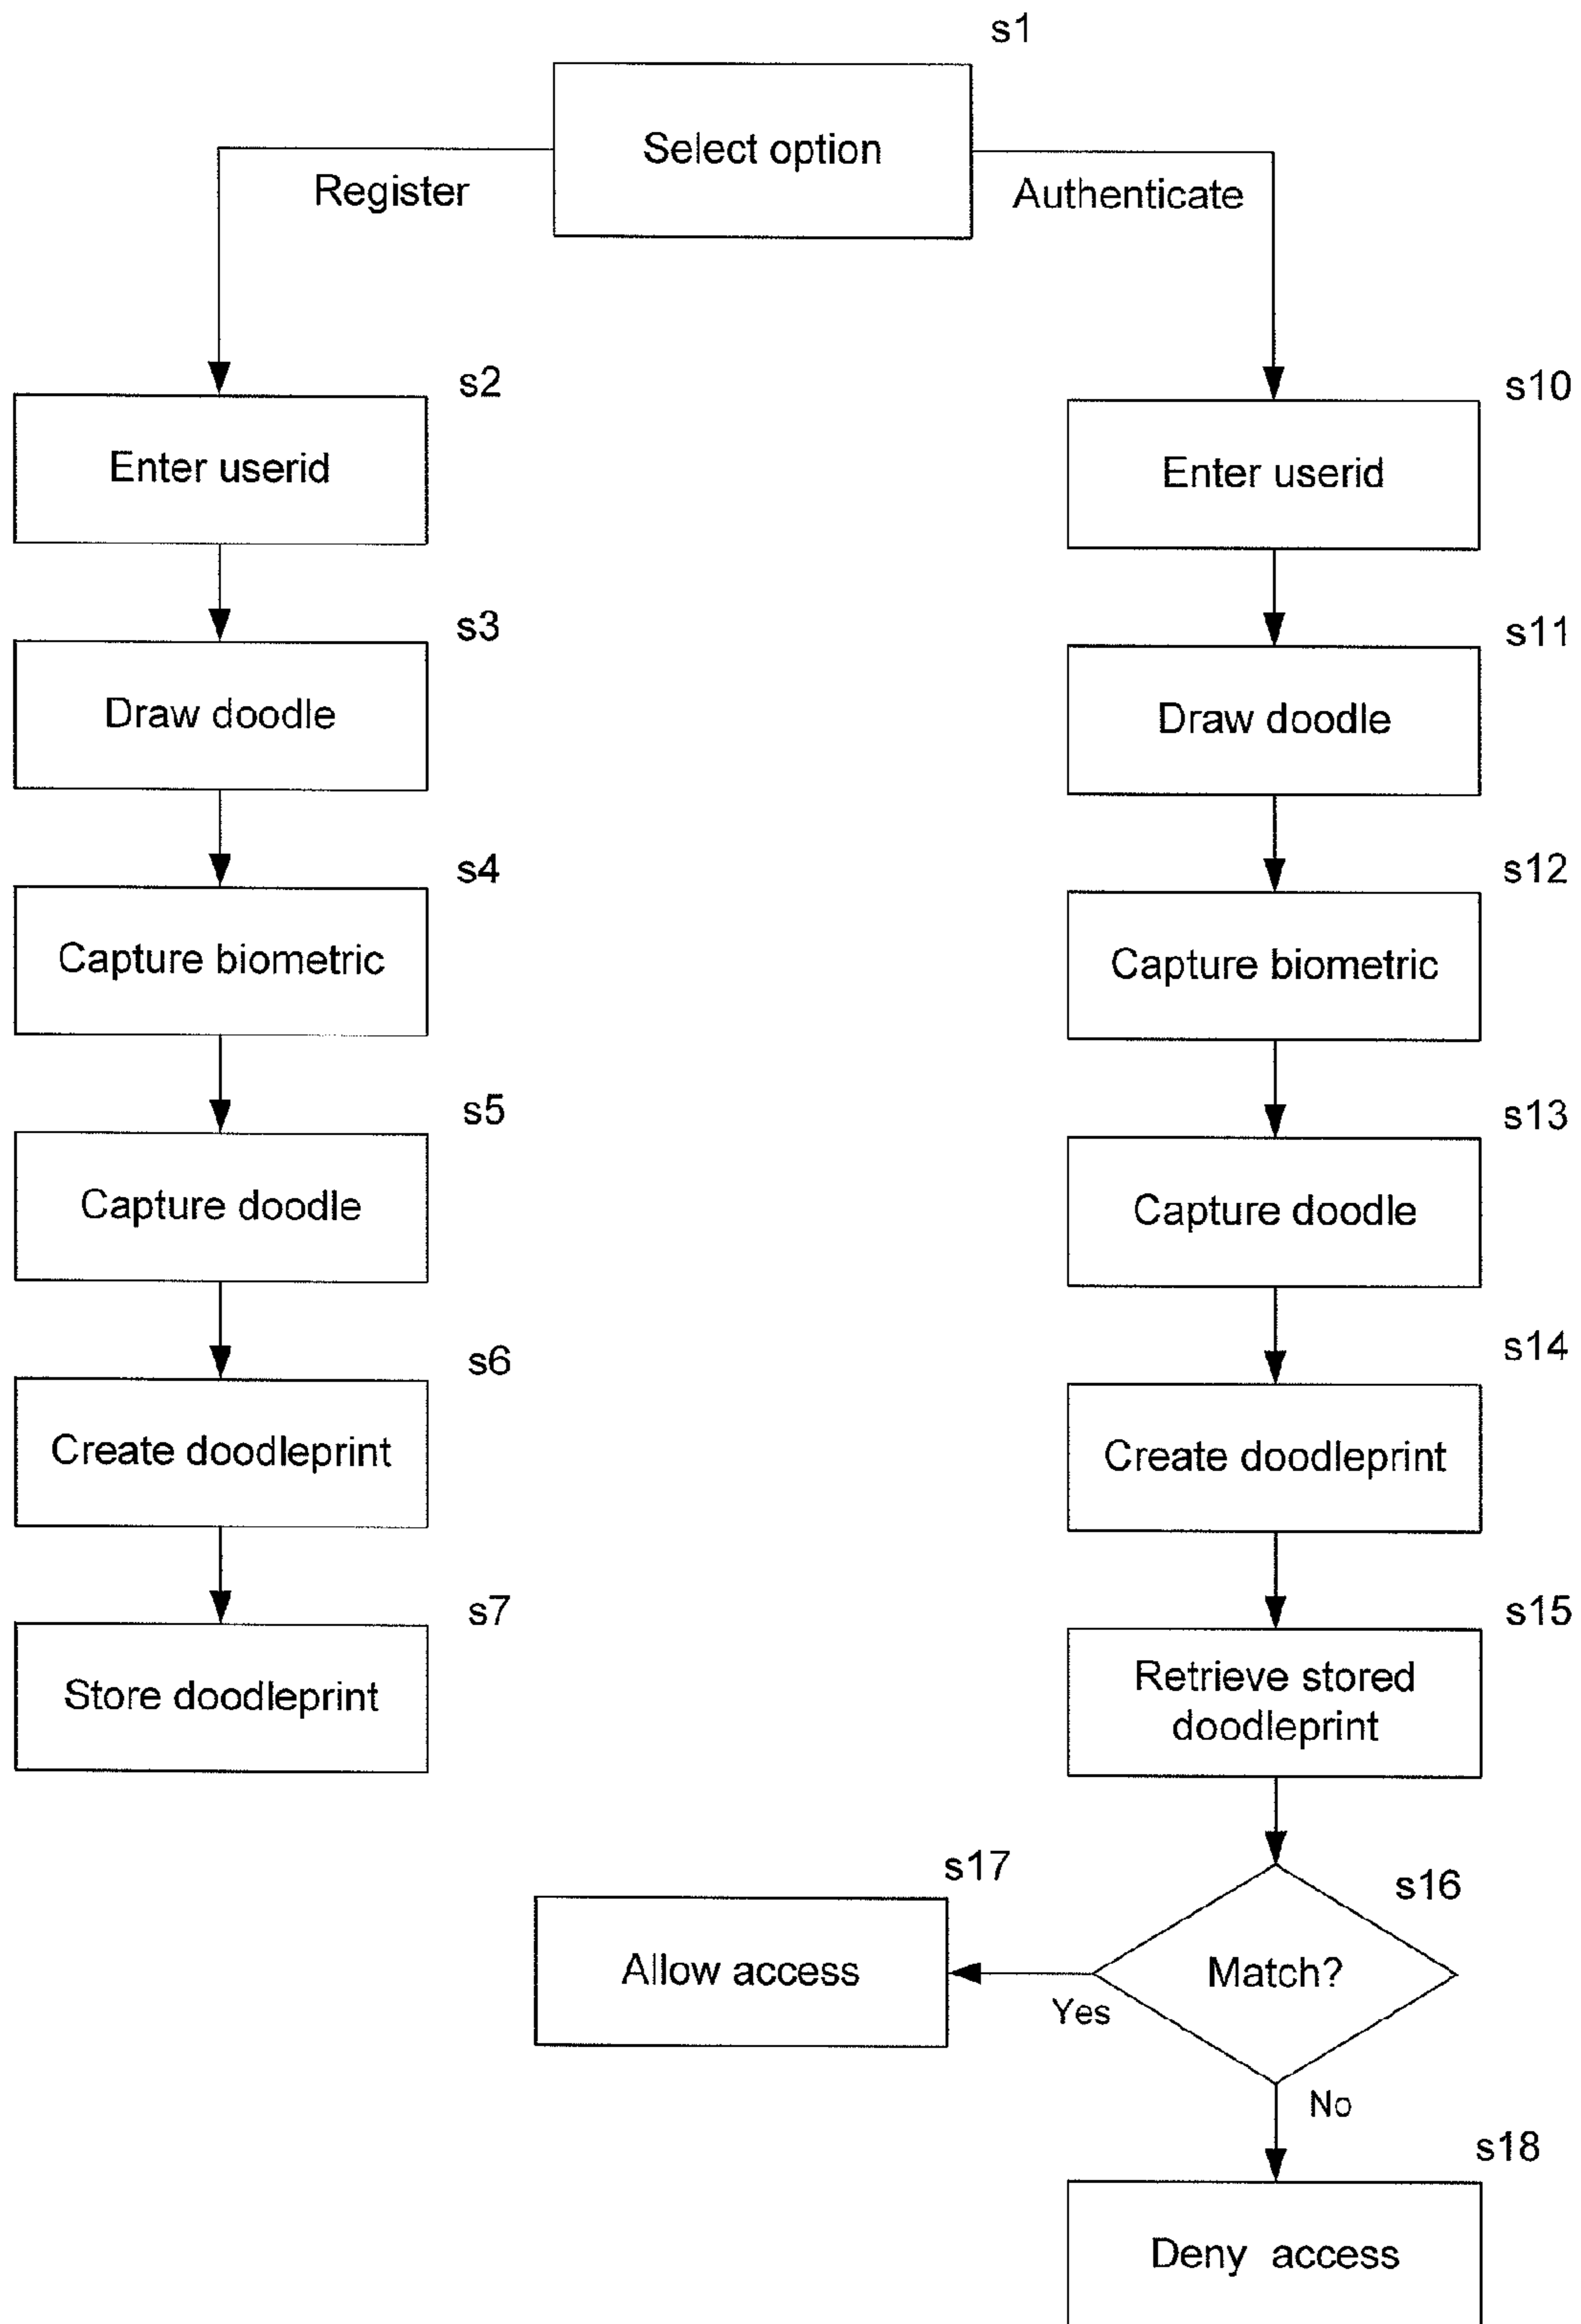 s1
Select option
Register
Authenticate
s2
Enter userid
s3
Draw doodle
s4
Capture biometric
s5
Capture doodle
s6
Create doodleprint
s7
Store doodleprint
s10
Enter userid
s11
Draw doodle
s12
Capture biometric
s13
Capture doodle
s14
Create doodleprint
s15
Retrieve stored
doodleprint
s16
Match?
Yes
s17
Allow access
No
s18
Deny access